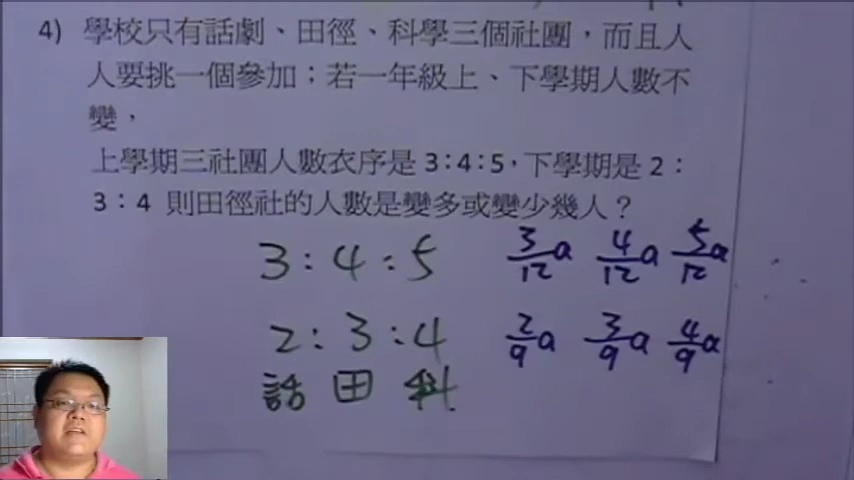 4) 學校只有話劇、田徑、科學三個社團，而且人
人要挑一個參加；若一年級上、下學期人數不
變，
上學期三社團人數衣序是 3：4：5，下學期是 2：
3：4 則田徑社的人數是變多或變少幾人？
3:4:5 3/12a 4/12a 5/12a
2:3:4 2/9a 3/9a 4/9a
話 田 科